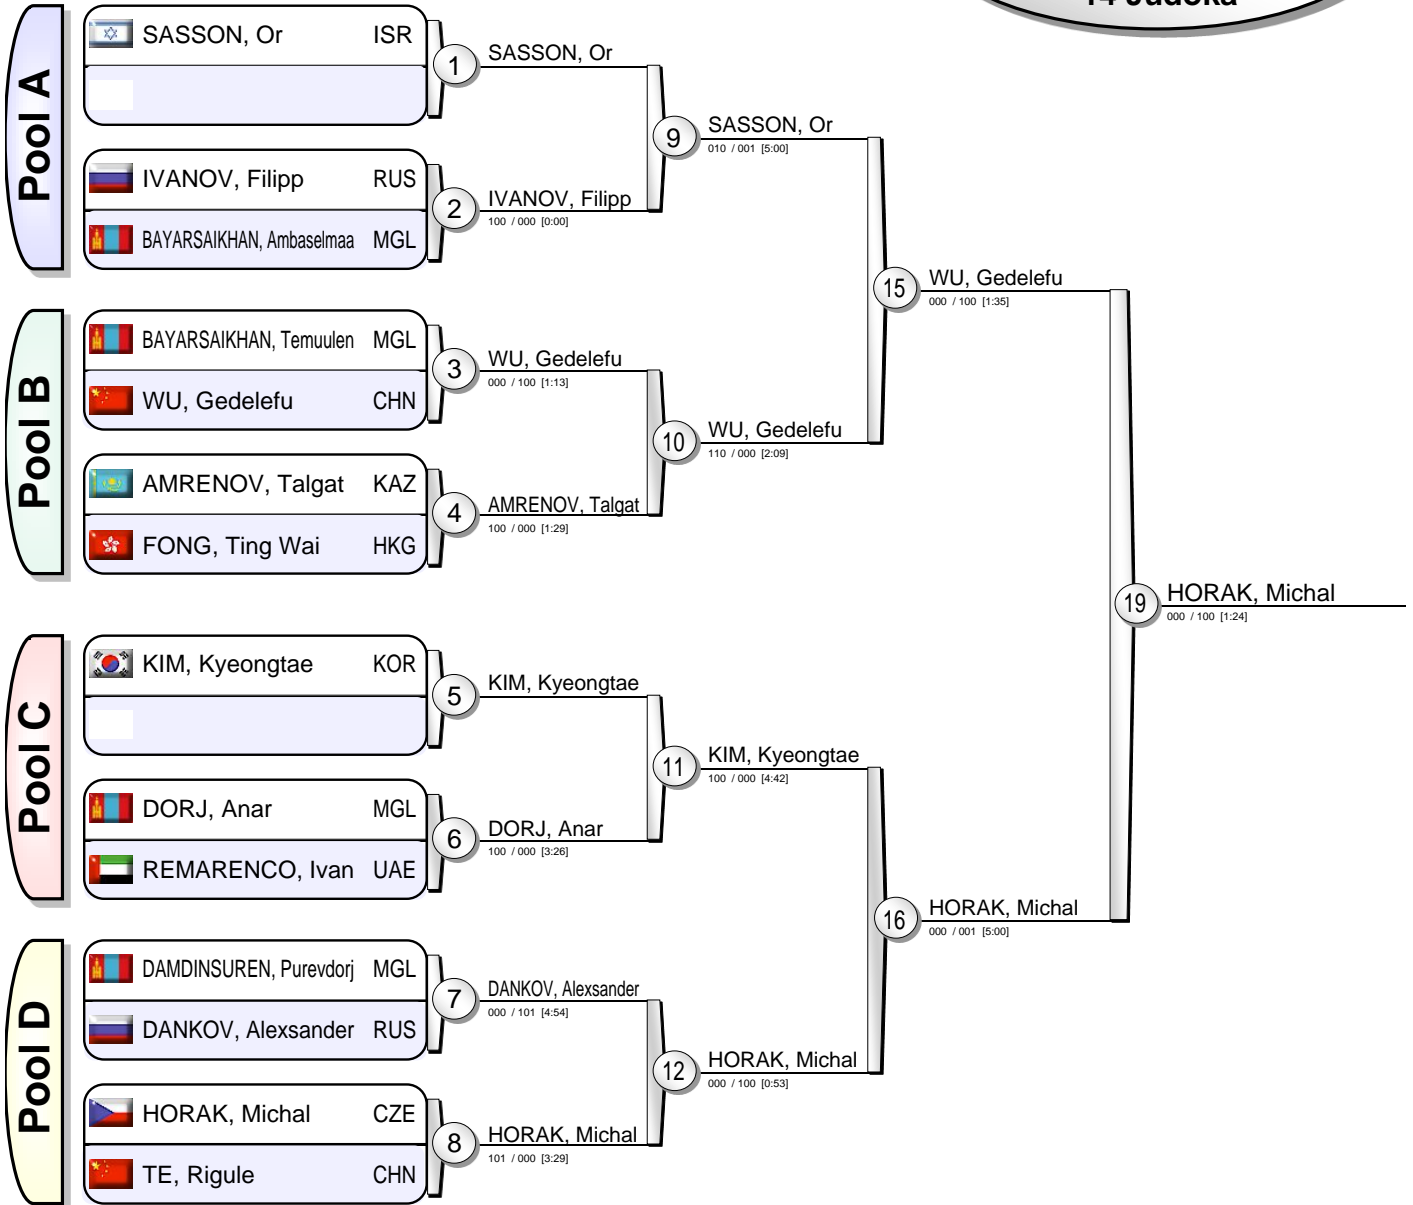 14 Judoka
Pool A
SASSON, Or ISR
IVANOV, Filipp RUS
BAYARSAIKHAN, Ambaselmaa MGL
1
SASSON, Or
2
IVANOV, Filipp
100 / 000 [0:00]
9
SASSON, Or
010 / 001 [5:00]
Pool B
BAYARSAIKHAN, Temuulen MGL
WU, Gedelefu CHN
AMRENOV, Talgat KAZ
FONG, Ting Wai HKG
3
WU, Gedelefu
000 / 100 [1:13]
4
AMRENOV, Talgat
100 / 000 [1:29]
10
WU, Gedelefu
110 / 000 [2:09]
15
WU, Gedelefu
000 / 100 [1:35]
Pool C
KIM, Kyeongtae KOR
DORJ, Anar MGL
REMARENCO, Ivan UAE
5
KIM, Kyeongtae
6
DORJ, Anar
100 / 000 [3:26]
11
KIM, Kyeongtae
100 / 000 [4:42]
Pool D
DAMDINSUREN, Purevdorj MGL
DANKOV, Alexsander RUS
HORAK, Michal CZE
TE, Rigule CHN
7
DANKOV, Alexsander
000 / 101 [4:54]
8
HORAK, Michal
101 / 000 [3:29]
12
HORAK, Michal
000 / 100 [0:53]
16
HORAK, Michal
000 / 001 [5:00]
19
HORAK, Michal
000 / 100 [1:24]